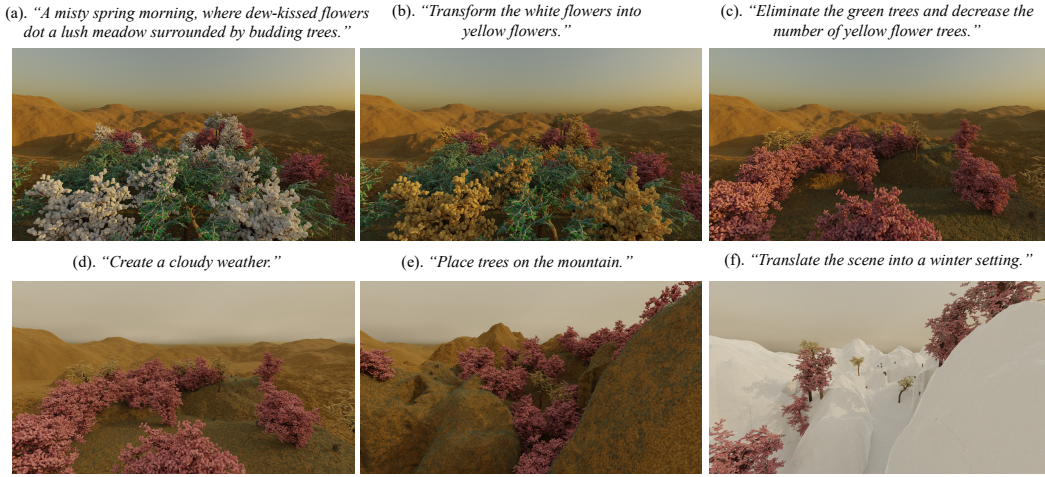 (a). “A misty spring morning, where dew-kissed flowers
dot a lush meadow surrounded by budding trees.”
(b). “Transform the white flowers into
yellow flowers.”
(c). “Eliminate the green trees and decrease the
number of yellow flower trees.”
(d). “Create a cloudy weather.”
(e). “Place trees on the mountain.”
(f). “Translate the scene into a winter setting.”